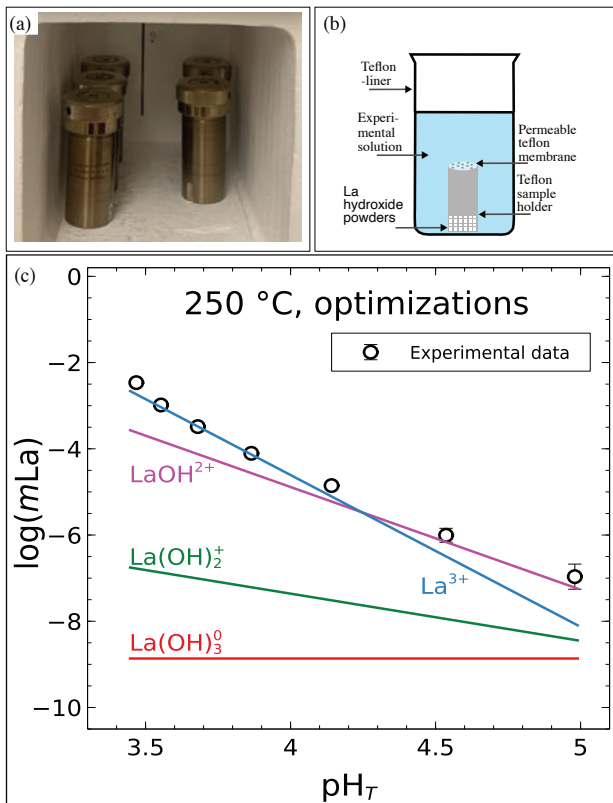 (a)
(b)
Teflon
-liner
Experi-
mental
solution
La
hydroxide
powders
Permeable
teflon
membrane
Teflon
sample
holder
(c)
250 °C, optimizations
Experimental data
LaOH²⁺
La(OH)₂⁺
La³⁺
La(OH)₃⁰
log(mLa)
0
−2
−4
−6
−8
−10
3.5
4
4.5
5
pH_T